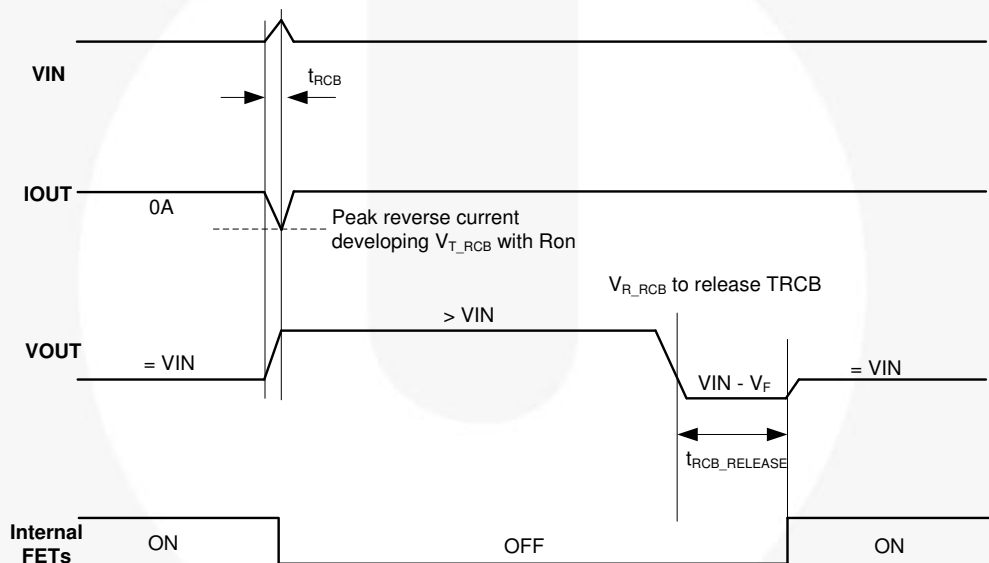 VIN
tRCB
IOUT
0A
Peak reverse current
developing VT_RCB with Ron
VR_RCB to release TRCB
> VIN
VOUT
= VIN
VIN - VF
= VIN
tRCB_RELEASE
Internal
FETs
ON
OFF
ON